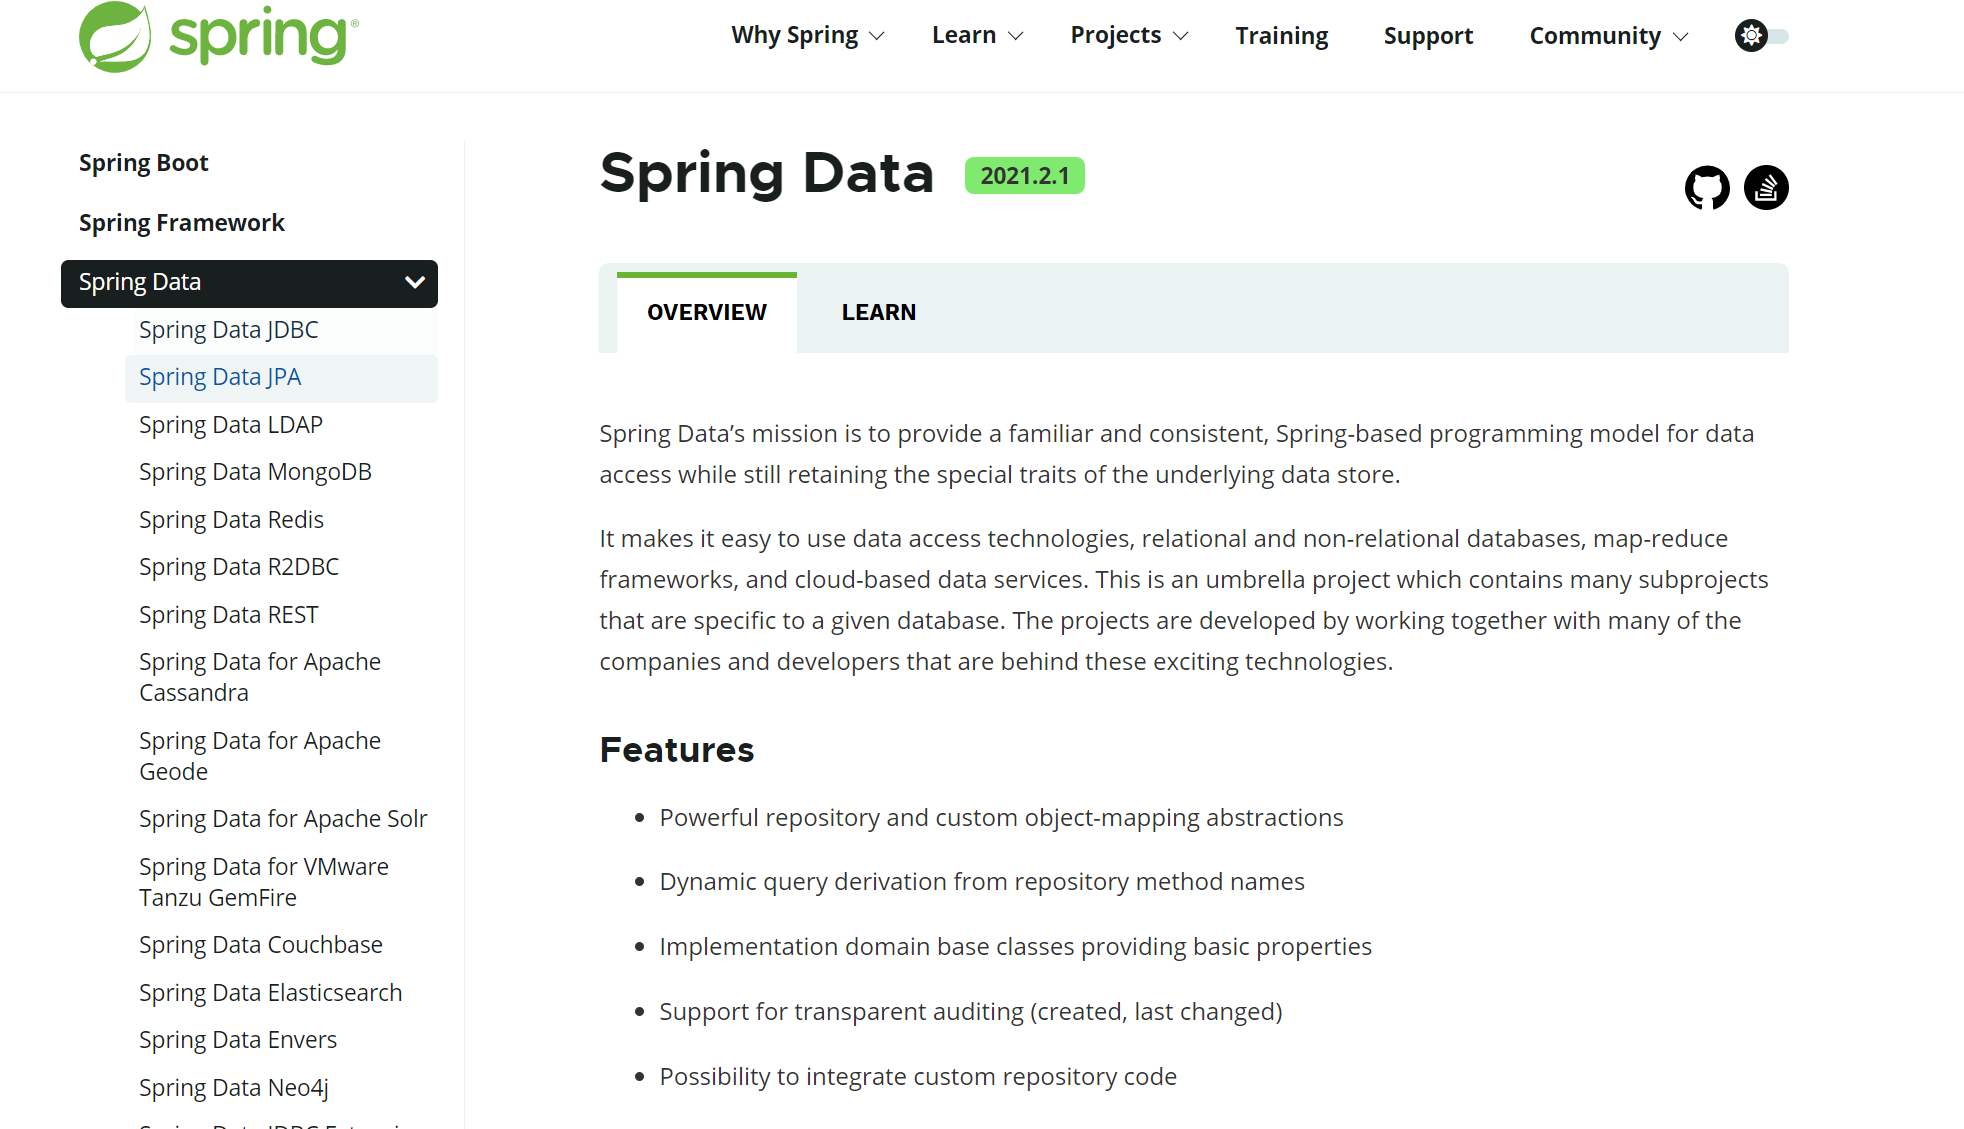 spring®
Why Spring
Learn
Projects
Training
Support
Community
Spring Boot
Spring Framework
Spring Data
Spring Data JDBC
Spring Data JPA
Spring Data LDAP
Spring Data MongoDB
Spring Data Redis
Spring Data R2DBC
Spring Data REST
Spring Data for Apache
Cassandra
Spring Data for Apache
Geode
Spring Data for Apache Solr
Spring Data for VMware
Tanzu GemFire
Spring Data Couchbase
Spring Data Elasticsearch
Spring Data Envers
Spring Data Neo4j
Spring Data 2021.2.1
OVERVIEW
LEARN
Spring Data’s mission is to provide a familiar and consistent, Spring-based programming model for data
access while still retaining the special traits of the underlying data store.
It makes it easy to use data access technologies, relational and non-relational databases, map-reduce
frameworks, and cloud-based data services. This is an umbrella project which contains many subprojects
that are specific to a given database. The projects are developed by working together with many of the
companies and developers that are behind these exciting technologies.
Features
• Powerful repository and custom object-mapping abstractions
• Dynamic query derivation from repository method names
• Implementation domain base classes providing basic properties
• Support for transparent auditing (created, last changed)
• Possibility to integrate custom repository code